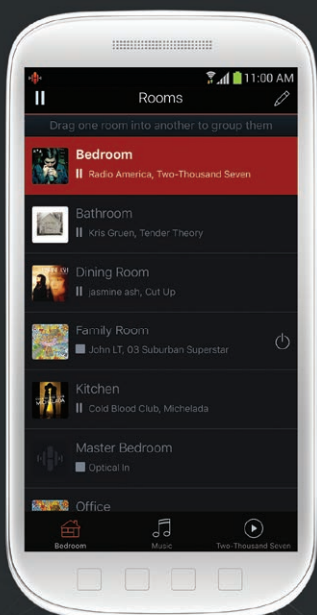 11:00 AM
Rooms
Drag one room into another to group them
Bedroom
Radio America, Two-Thousand Seven
Bathroom
Kris Gruen, Tender Theory
Dining Room
jasmine ash, Cut Up
Family Room
John LT, 03 Suburban Superstar
Kitchen
Cold Blood Club, Michelada
Master Bedroom
Optical In
Office
Bedroom
Music
Two-Thousand Seven